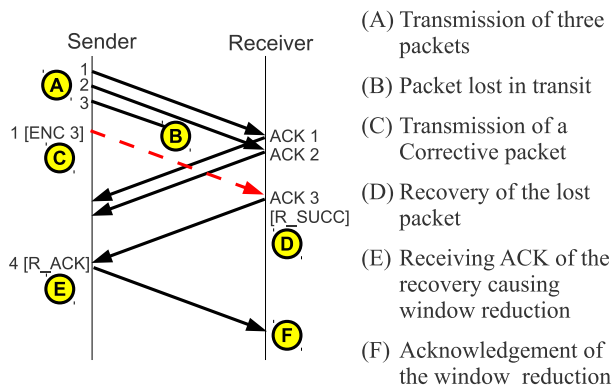 Sender
Receiver
1
A
2
3
B
1 [ENC 3]
C
ACK 1
ACK 2
ACK 3
[R_SUCC]
D
4 [R_ACK]
E
F
(A) Transmission of three
packets
(B) Packet lost in transit
(C) Transmission of a
Corrective packet
(D) Recovery of the lost
packet
(E) Receiving ACK of the
recovery causing
window reduction
(F) Acknowledgement of
the window reduction